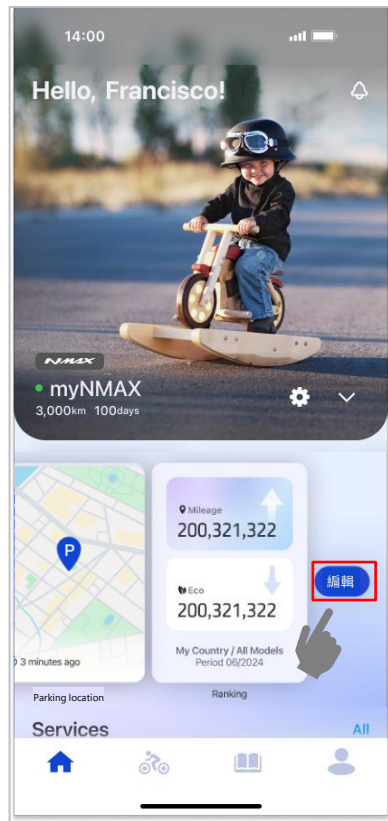 14:00
Hello, Francisco!
NMAX
myNMAX
3,000km 100days
P
Mileage
200,321,322
Eco
200,321,322
My Country / All Models
Period 06/2024
編輯
3 minutes ago
Parking location
Ranking
Services
All